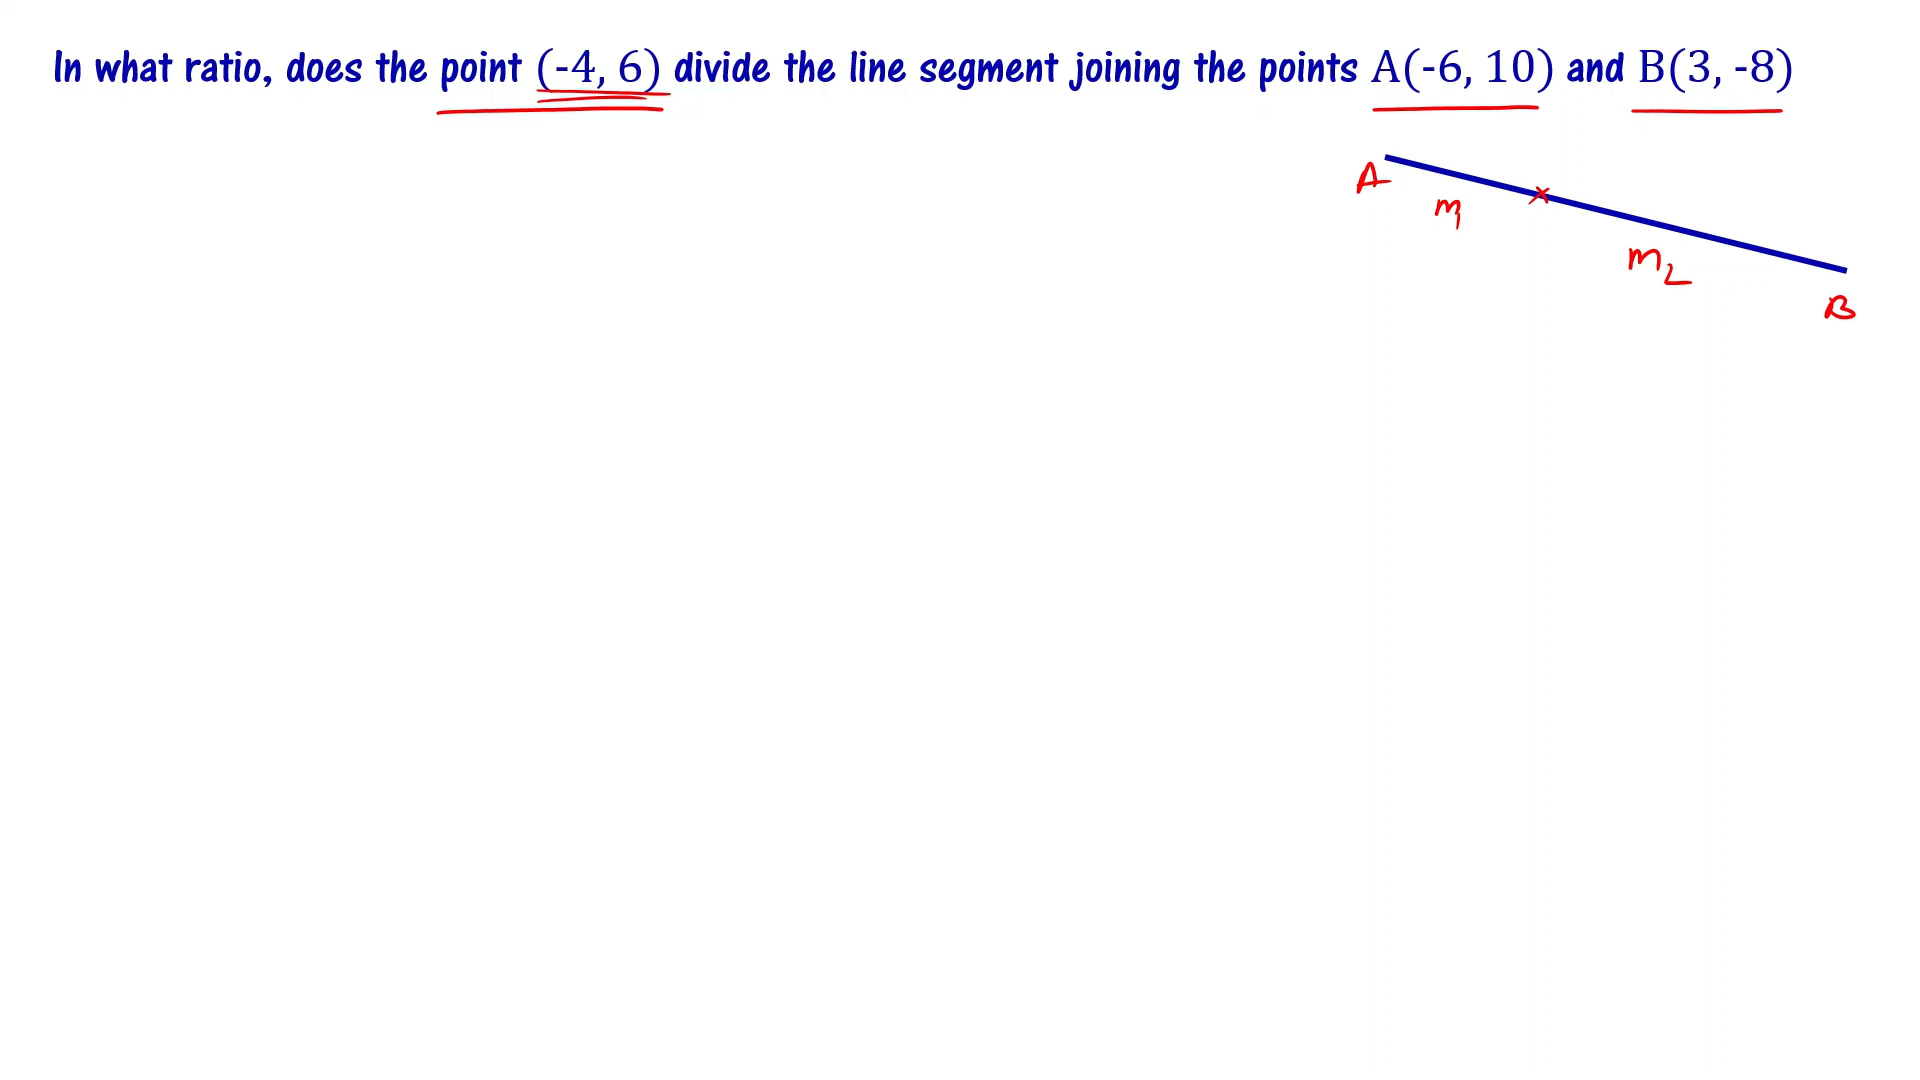 In what ratio, does the point (-4, 6) divide the line segment joining the points A(-6, 10) and B(3, -8)
A
m1
m2
B